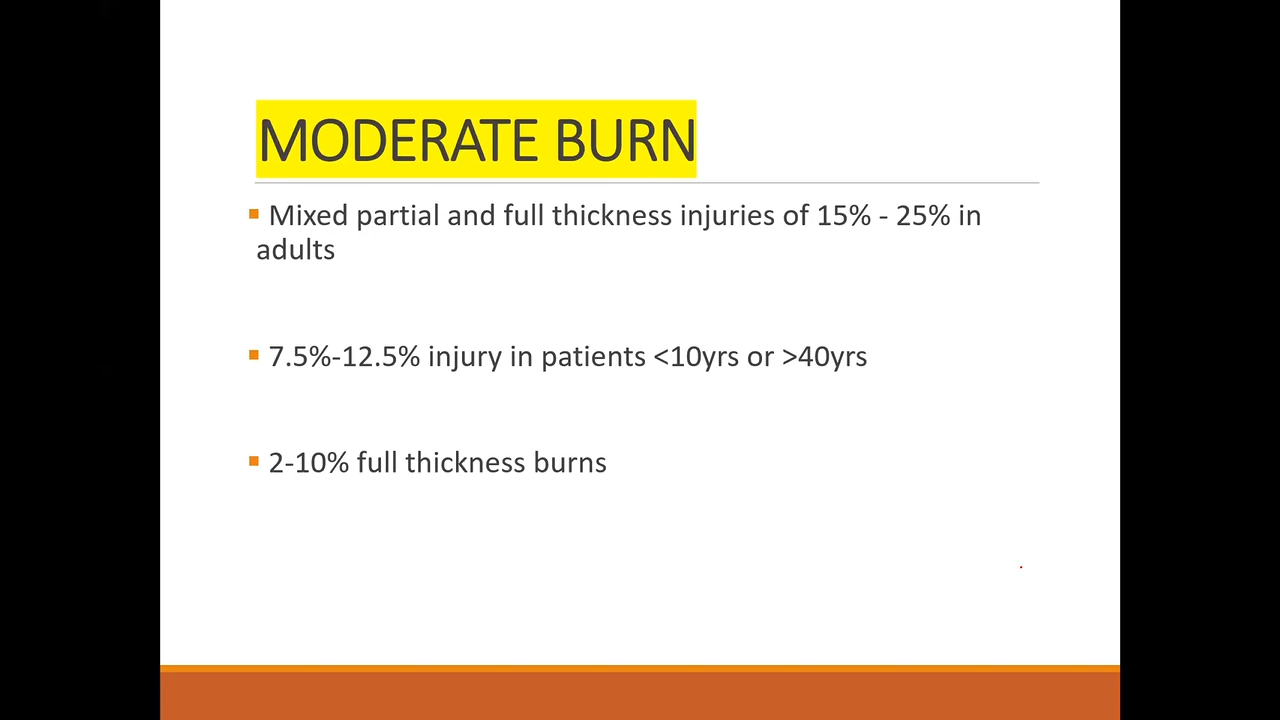 MODERATE BURN
▪ Mixed partial and full thickness injuries of 15% - 25% in
adults
▪ 7.5%-12.5% injury in patients <10yrs or >40yrs
▪ 2-10% full thickness burns